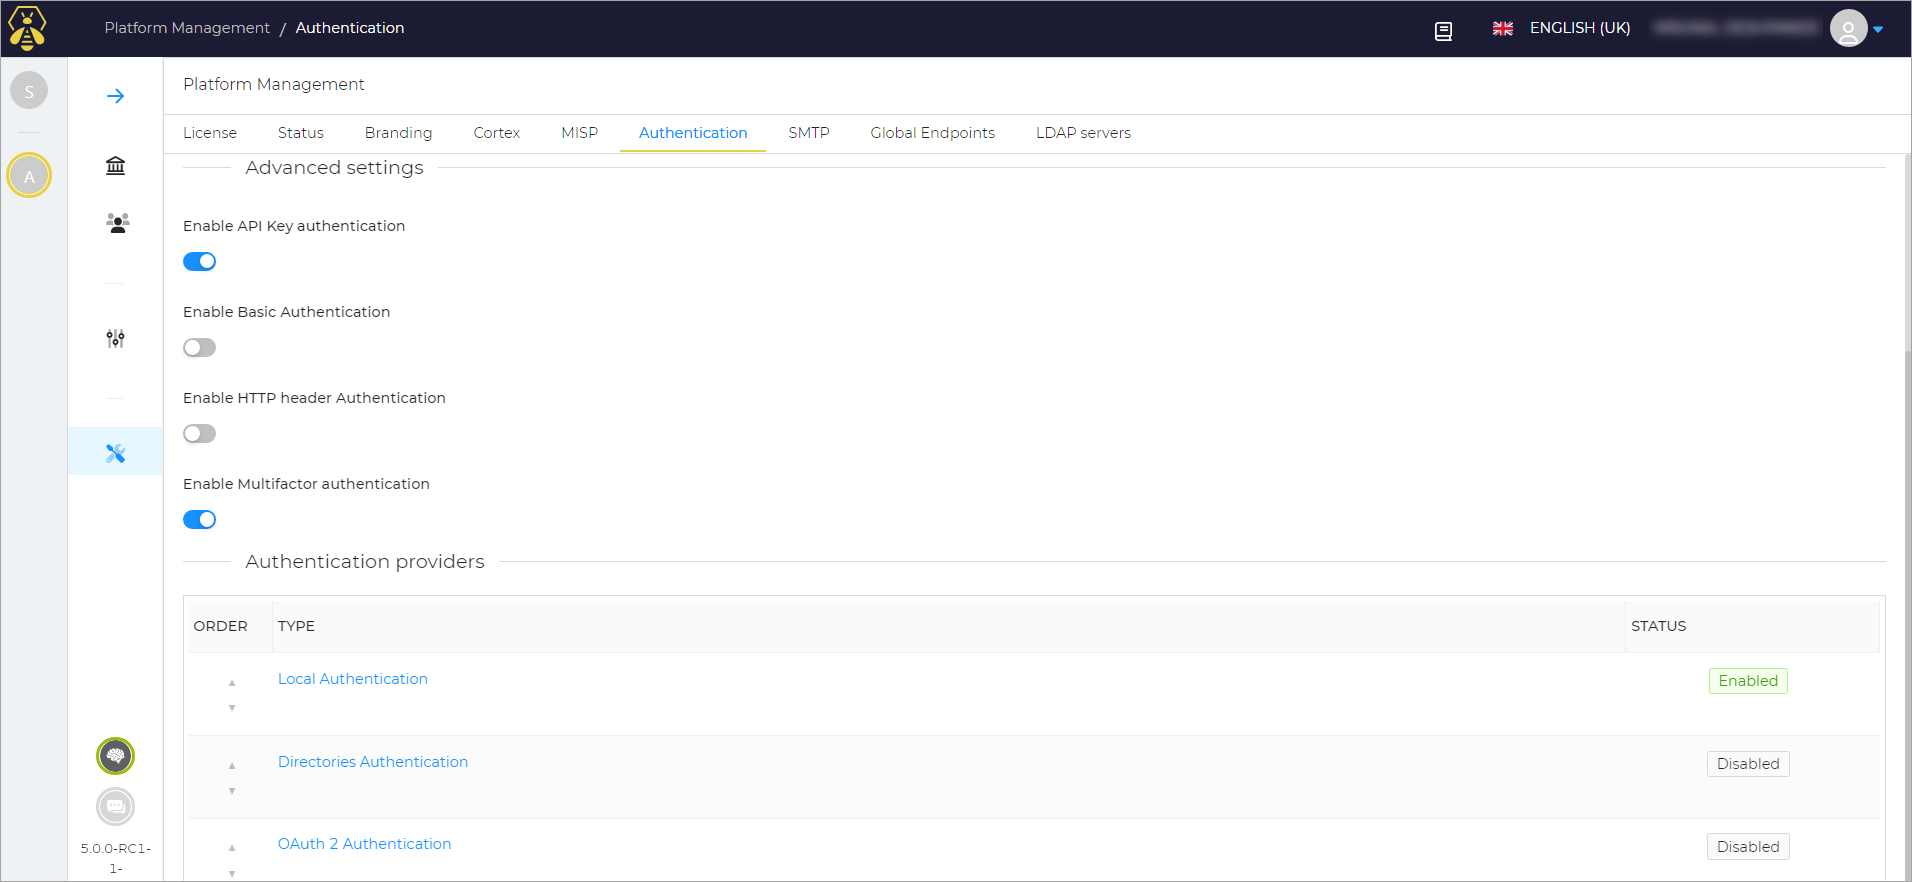 Platform Management / Authentication
ENGLISH (UK)
S
A
Platform Management
License Status Branding Cortex MISP Authentication SMTP Global Endpoints LDAP servers
Advanced settings
Enable API Key authentication
Enable Basic Authentication
Enable HTTP header Authentication
Enable Multifactor authentication
Authentication providers
ORDER TYPE STATUS
Local Authentication Enabled
Directories Authentication Disabled
OAuth 2 Authentication Disabled
5.0.0-RC1-
1-